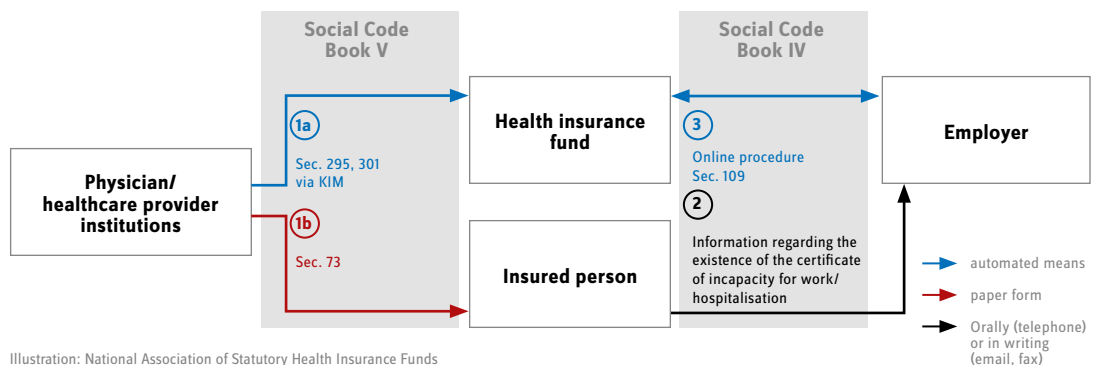 Social Code
Book V
Social Code
Book IV
Physician/
healthcare provider
institutions
1a
Sec. 295, 301
via KIM
1b
Sec. 73
Health insurance
fund
Insured person
3
Online procedure
Sec. 109
2
Information regarding the
existence of the certificate
of incapacity for work/
hospitalisation
Employer
automated means
paper form
Orally (telephone)
or in writing
(email, fax)
Illustration: National Association of Statutory Health Insurance Funds